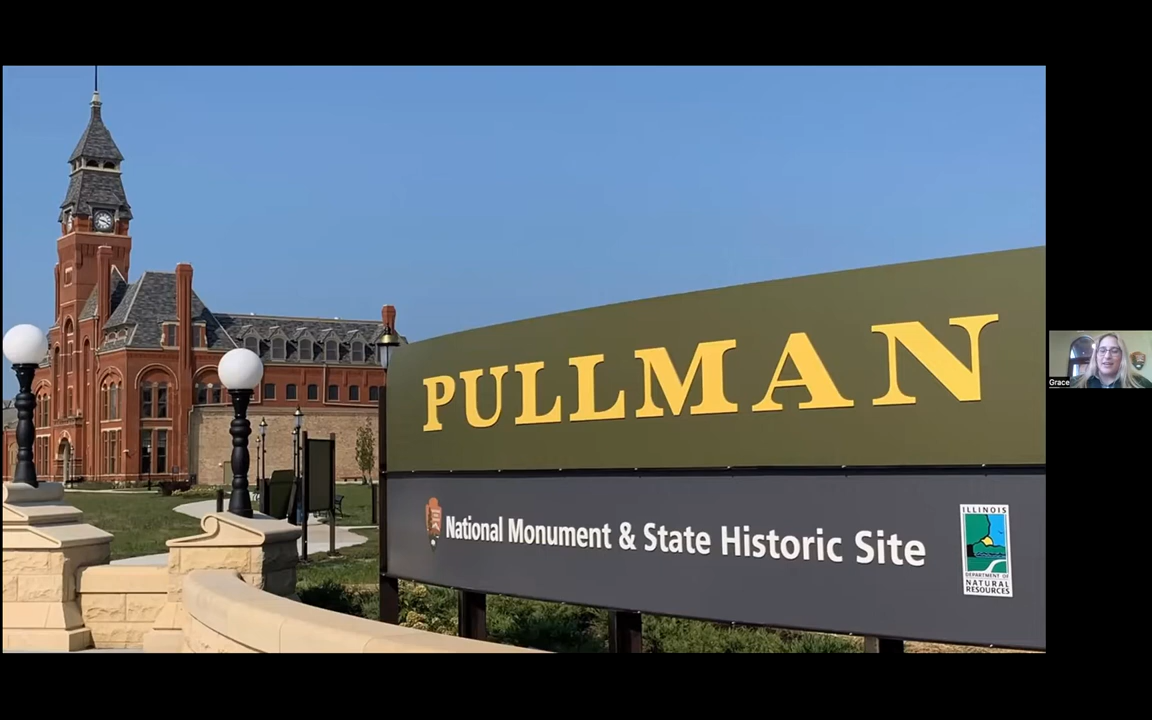 PULLMAN
National Monument & State Historic Site
ILLINOIS
DEPARTMENT OF
NATURAL
RESOURCES
Grace